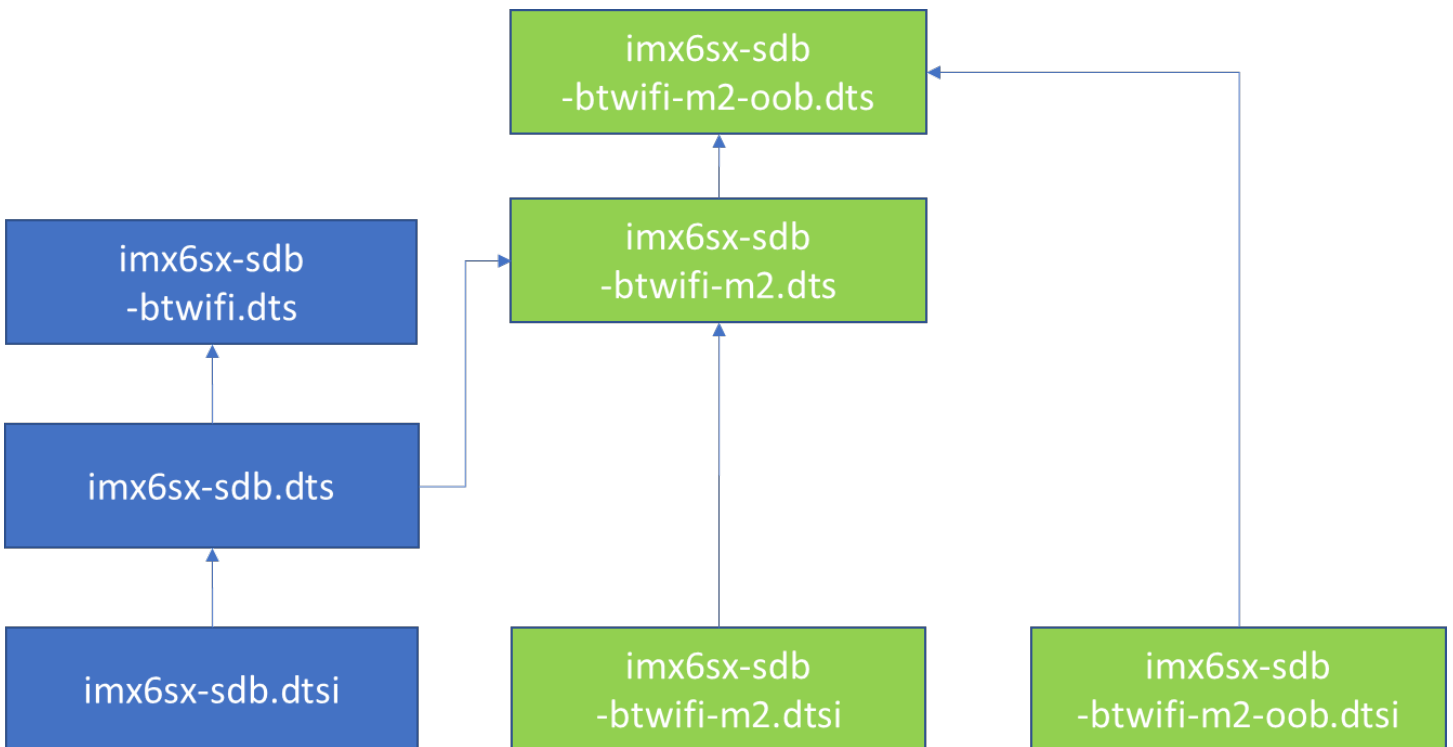 imx6sx-sdb
-btwifi-m2-oob.dts
imx6sx-sdb
-btwifi-m2.dts
imx6sx-sdb
-btwifi.dts
imx6sx-sdb.dts
imx6sx-sdb.dtsi
imx6sx-sdb
-btwifi-m2.dtsi
imx6sx-sdb
-btwifi-m2-oob.dtsi